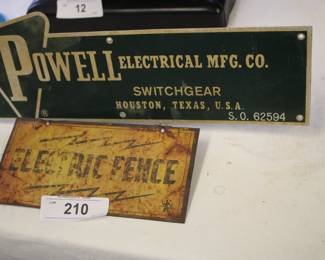 12
POWELL ELECTRICAL MFG. CO.
SWITCHGEAR
HOUSTON, TEXAS, U.S.A.
S.O. 62594
ELECTRIC FENCE
210